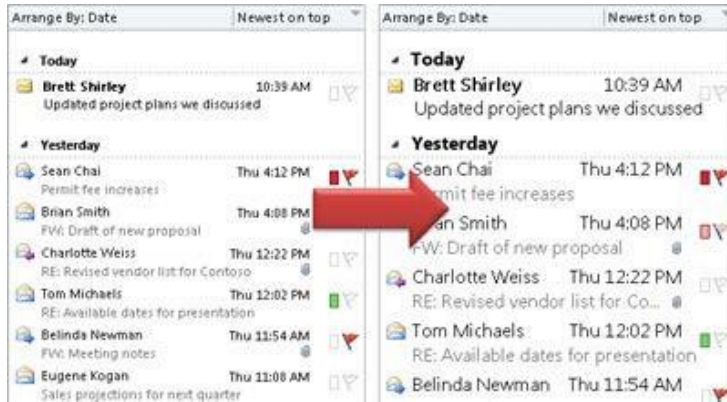 Arrange By: Date Newest on top
Today
Brett Shirley 10:39 AM
Updated project plans we discussed
Yesterday
Sean Chai Thu 4:12 PM
Permit fee increases
Brian Smith Thu 4:08 PM
FW: Draft of new proposal
Charlotte Weiss Thu 12:22 PM
RE: Revised vendor list for Contoso
Tom Michaels Thu 12:02 PM
RE: Available dates for presentation
Belinda Newman Thu 11:54 AM
FW: Meeting notes
Eugene Kogan Thu 11:08 AM
Sales projections for next quarter
Arrange By: Date Newest on top
Today
Brett Shirley 10:39 AM
Updated project plans we discussed
Yesterday
Sean Chai Thu 4:12 PM
rmit fee increases
an Smith Thu 4:08 PM
FW: Draft of new proposal
Charlotte Weiss Thu 12:22 PM
RE: Revised vendor list for Co...
Tom Michaels Thu 12:02 PM
RE: Available dates for presentation
Belinda Newman Thu 11:54 AM